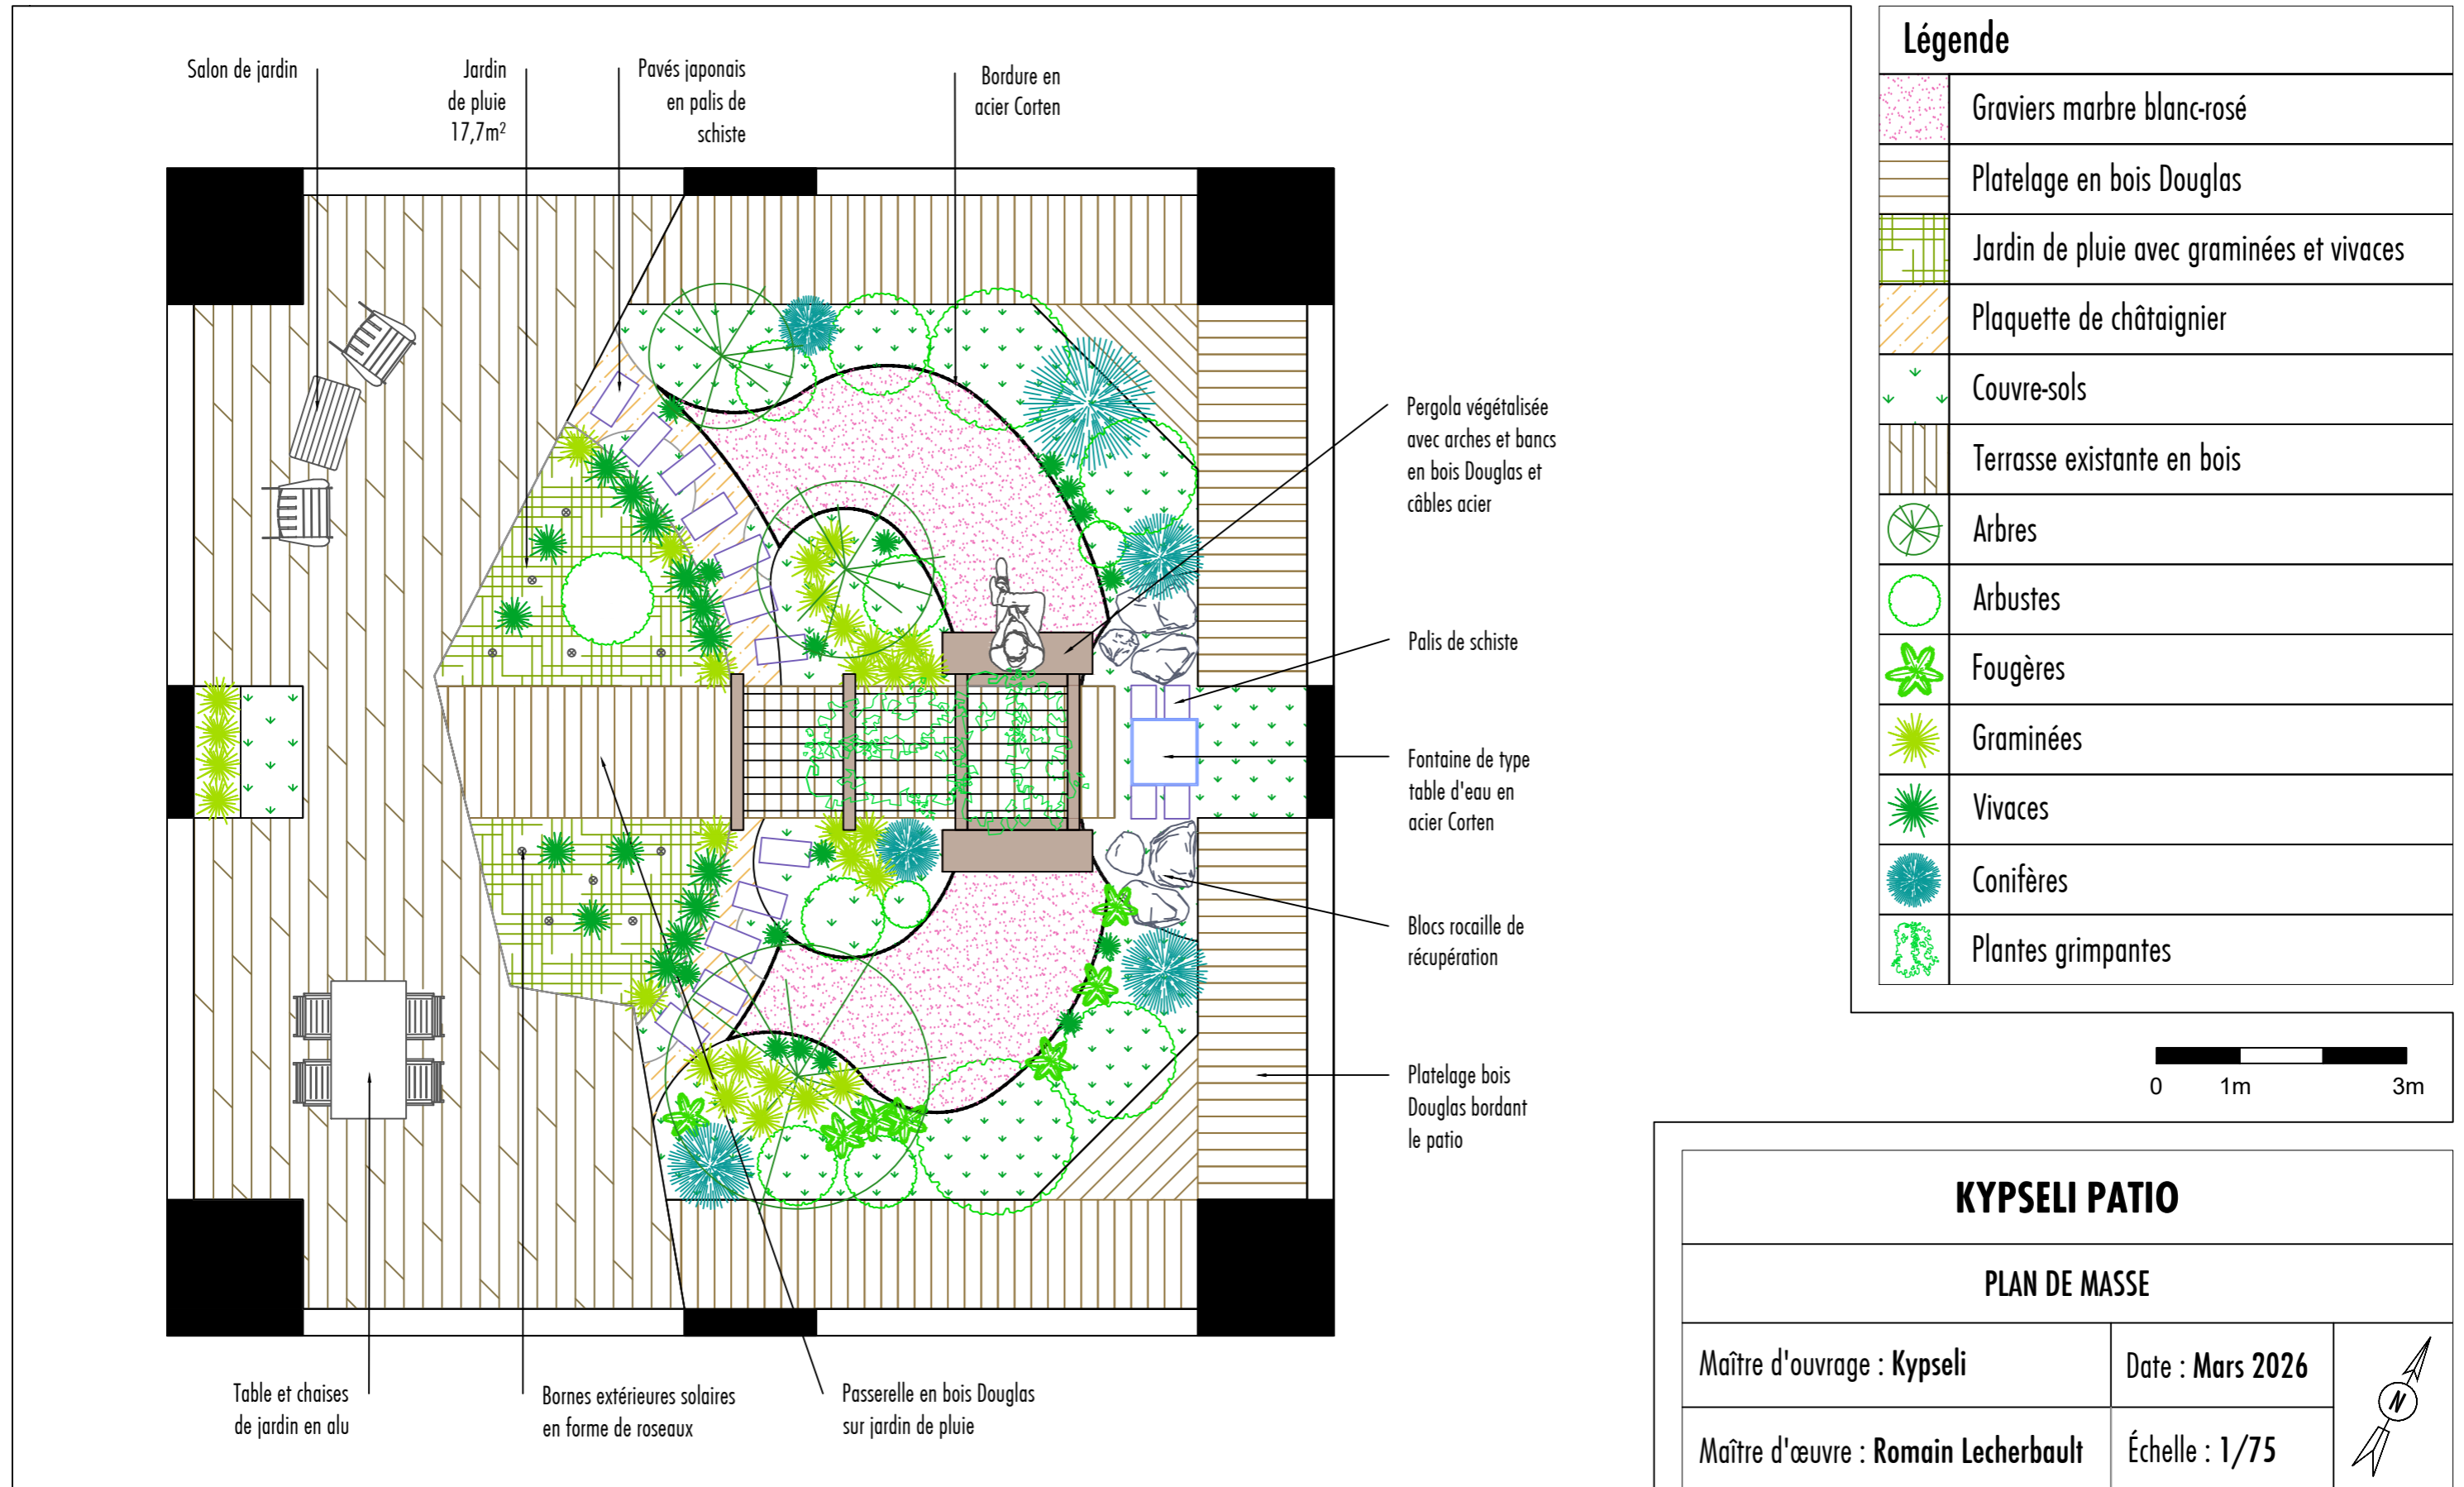 Salon de jardin
Jardin
de pluie
17,7m²
Pavés japonais
en palis de
schiste
Bordure en
acier Corten
Pergola végétalisée
avec arches et bancs
en bois Douglas et
câbles acier
Palis de schiste
Fontaine de type
table d'eau en
acier Corten
Blocs rocaille de
récupération
Platelage bois
Douglas bordant
le patio
Table et chaises
de jardin en alu
Bornes extérieures solaires
en forme de roseaux
Passerelle en bois Douglas
sur jardin de pluie
Légende
Graviers marbre blanc-rosé
Platelage en bois Douglas
Jardin de pluie avec graminées et vivaces
Plaquette de châtaignier
Couvre-sols
Terrasse existante en bois
Arbres
Arbustes
Fougères
Graminées
Vivaces
Conifères
Plantes grimpantes
0 1m 3m
KYPSELI PATIO
PLAN DE MASSE
Maître d'ouvrage : Kypseli
Date : Mars 2026
Maître d'œuvre : Romain Lecherbault
Échelle : 1/75
N